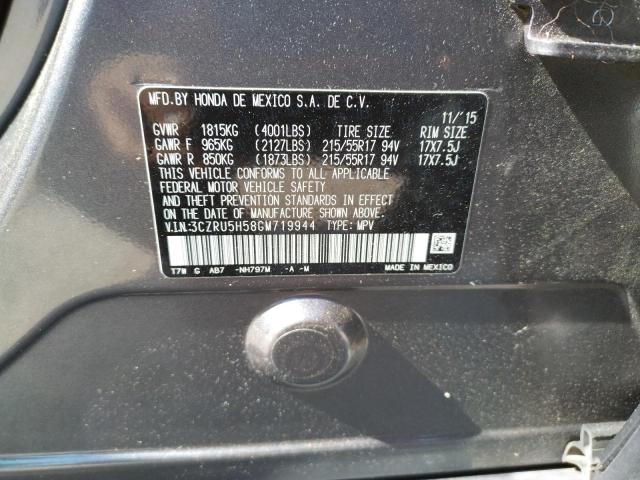 MFD.BY HONDA DE MEXICO S.A. DE C.V.
11/'15
GVWR 1815KG (4001LBS) TIRE SIZE RIM SIZE
GAWR F 965KG (2127LBS) 215/55R17 94V 17X7.5J
GAWR R 850KG (1873LBS) 215/55R17 94V 17X7.5J
THIS VEHICLE CONFORMS TO ALL APPLICABLE
FEDERAL MOTOR VEHICLE SAFETY
AND THEFT PREVENTION STANDARDS IN EFFECT
ON THE DATE OF MANUFACTURE SHOWN ABOVE.
V.I.N:3CZRU5H58GM719944 TYPE: MPV
T7W G AB7 -NH797M -A -M MADE IN MEXICO